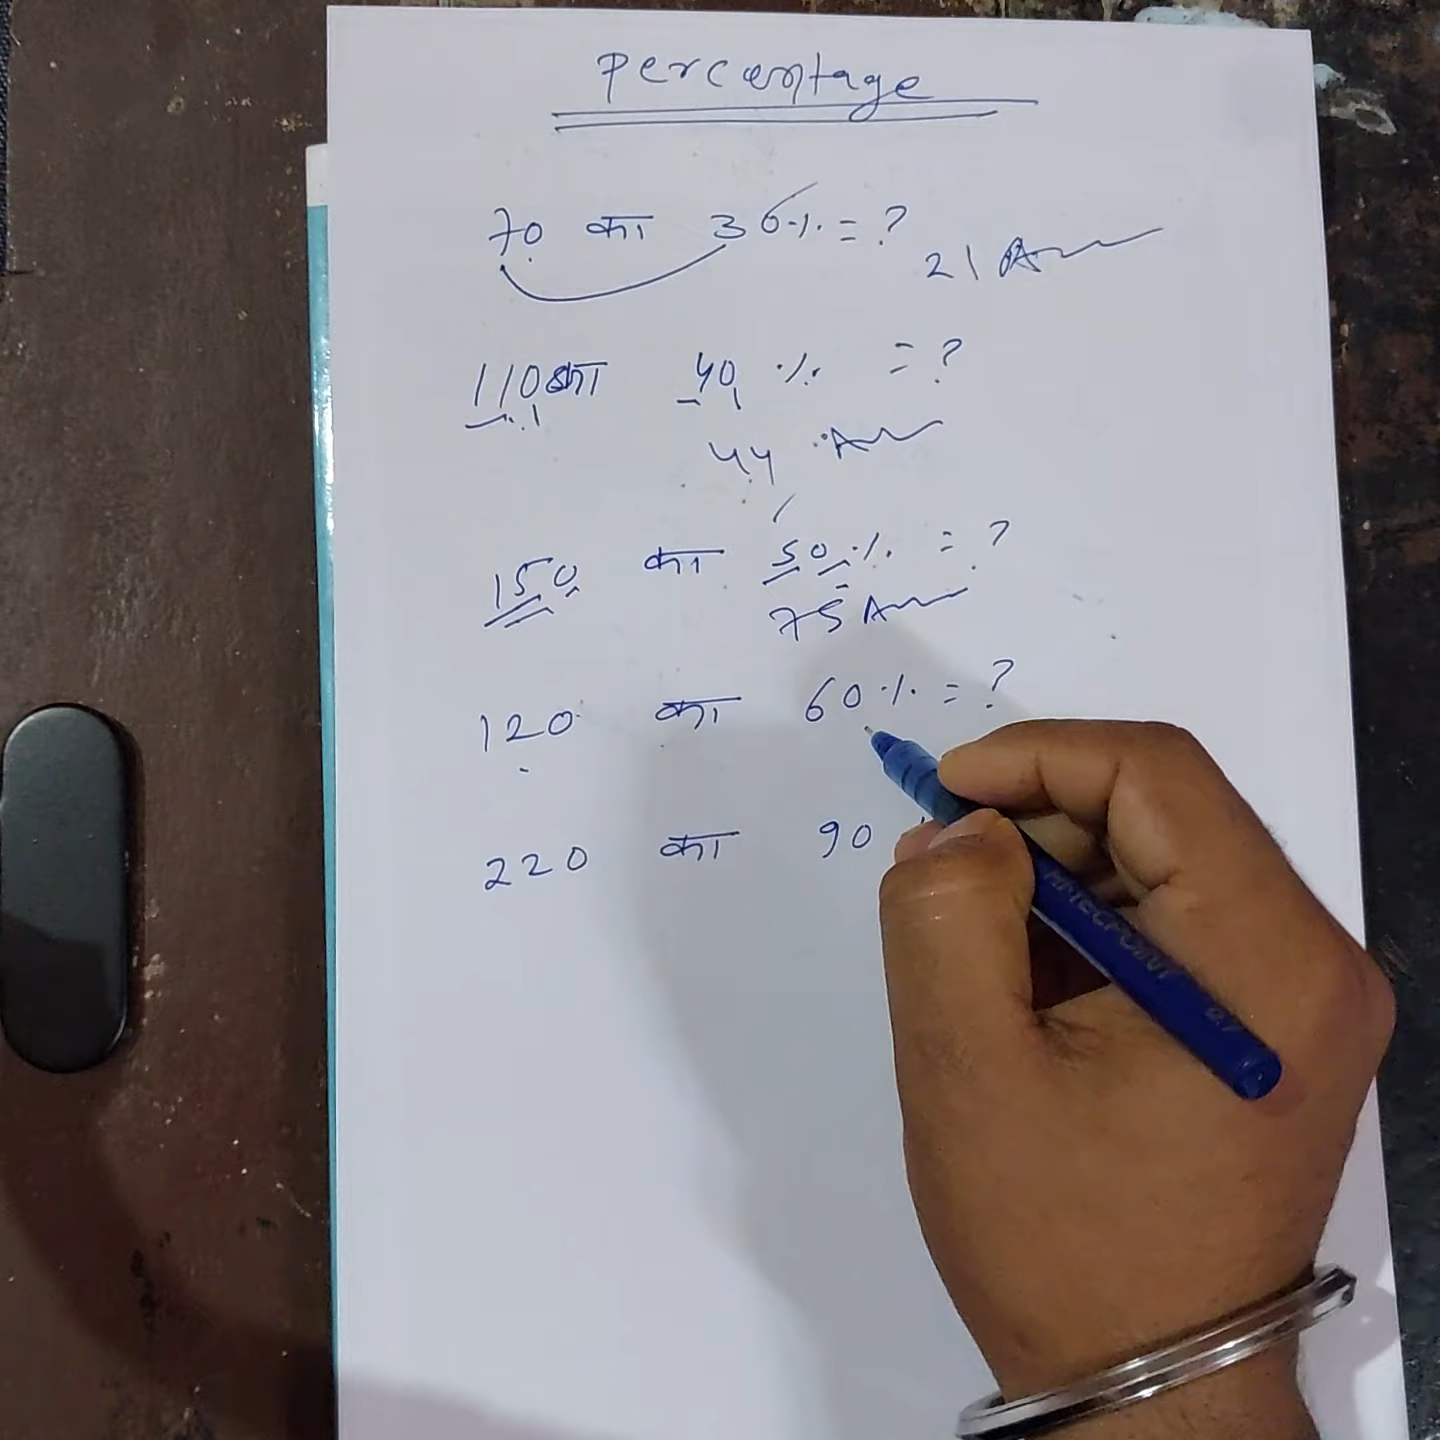 Percentage
70 का 30% = ?
21 Ans
110 का 40 % = ?
44 Ans
150 का 50% = ?
75 Ans
120 का 60% = ?
220 का 90